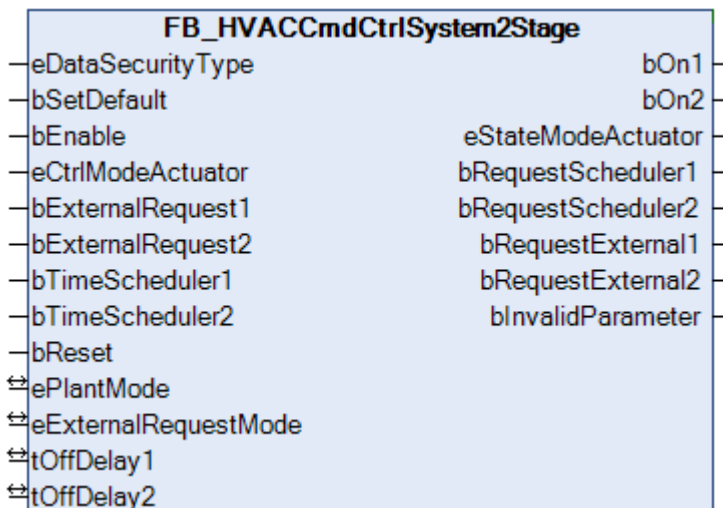 FB_HVACCmdCtrlSystem2Stage
eDataSecurityType bOn1
bSetDefault bOn2
bEnable eStateModeActuator
eCtrlModeActuator bRequestScheduler1
bExternalRequest1 bRequestScheduler2
bExternalRequest2 bRequestExternal1
bTimeScheduler1 bRequestExternal2
bTimeScheduler2 bInvalidParameter
bReset
ePlantMode
eExternalRequestMode
tOffDelay1
tOffDelay2